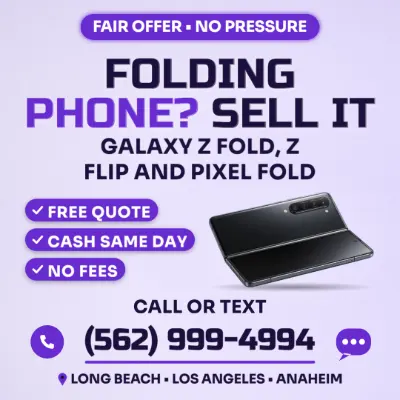 FAIR OFFER • NO PRESSURE
FOLDING
PHONE? SELL IT
GALAXY Z FOLD, Z
FLIP AND PIXEL FOLD
FREE QUOTE
CASH SAME DAY
NO FEES
CALL OR TEXT
(562) 999-4994
LONG BEACH • LOS ANGELES • ANAHEIM